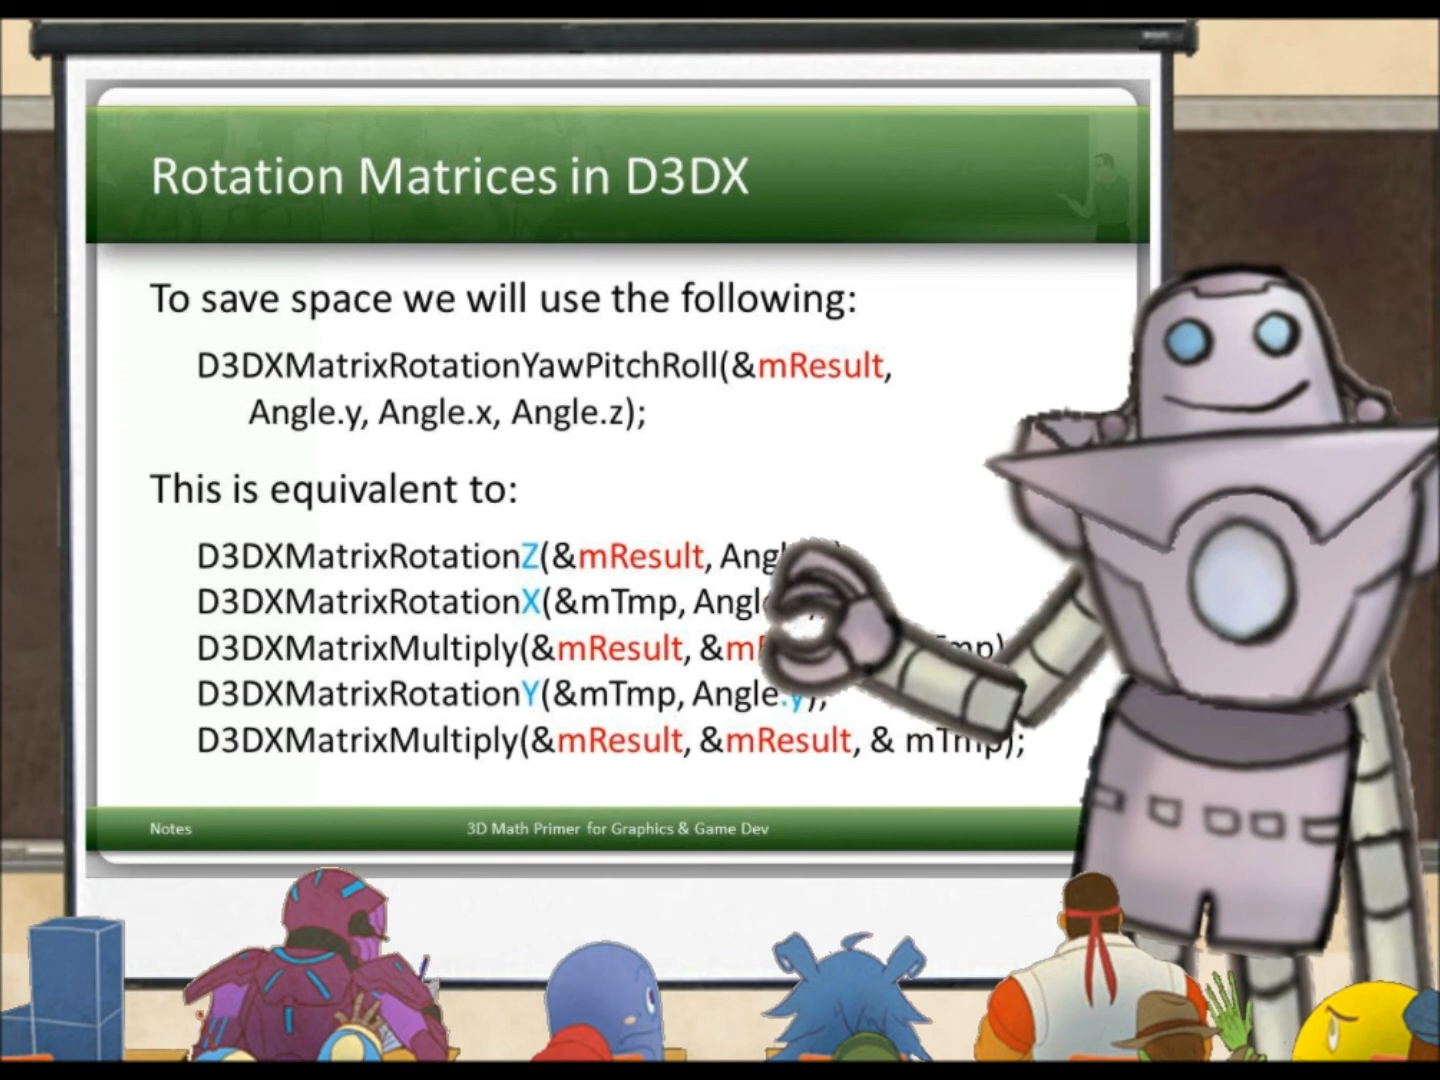 Rotation Matrices in D3DX
To save space we will use the following:
D3DXMatrixRotationYawPitchRoll(&mResult,
Angle.y, Angle.x, Angle.z);
This is equivalent to:
D3DXMatrixRotationZ(&mResult,
D3DXMatrixRotationX(&mTmp,
D3DXMatrixMultiply(&mResult,
D3DXMatrixRotationY(&mTmp, Angle.y);
D3DXMatrixMultiply(&mResult, &mResult, & mTmp);
Notes
3D Math Primer for Graphics & Game Dev